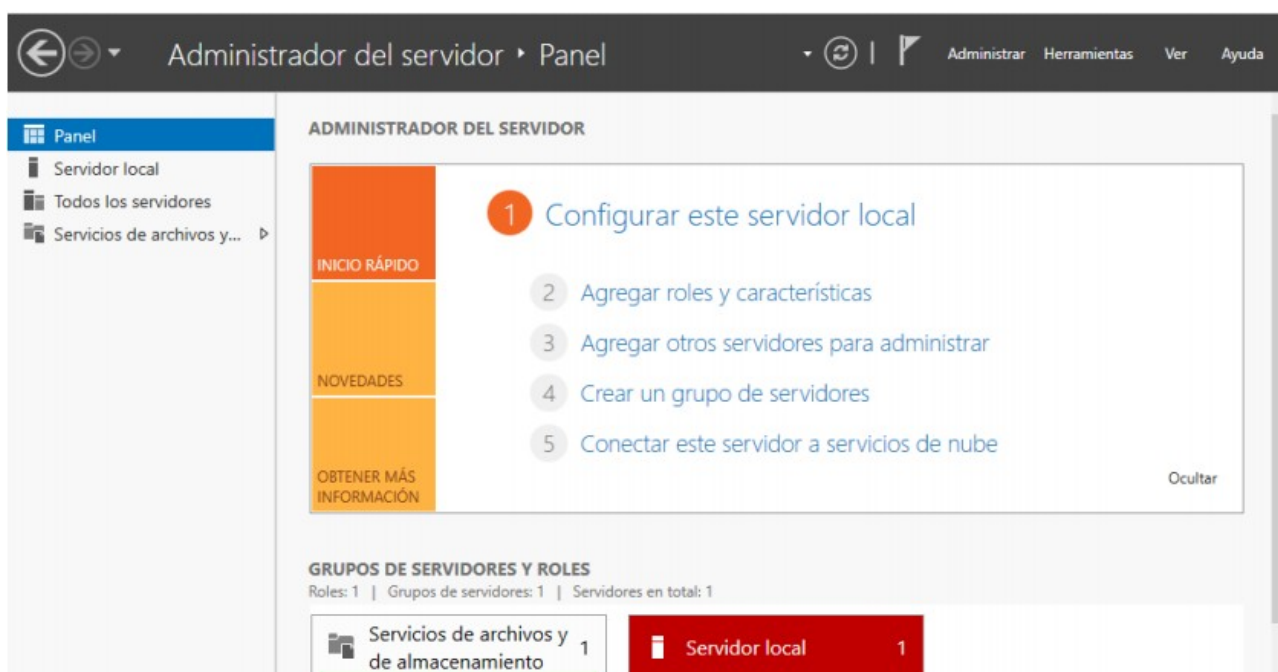 Administrador del servidor ‣ Panel
Administrar Herramientas Ver Ayuda
Panel
Servidor local
Todos los servidores
Servicios de archivos y...
ADMINISTRADOR DEL SERVIDOR
INICIO RÁPIDO
NOVEDADES
OBTENER MÁS
INFORMACIÓN
1 Configurar este servidor local
2 Agregar roles y características
3 Agregar otros servidores para administrar
4 Crear un grupo de servidores
5 Conectar este servidor a servicios de nube
Ocultar
GRUPOS DE SERVIDORES Y ROLES
Roles: 1 | Grupos de servidores: 1 | Servidores en total: 1
Servicios de archivos y
de almacenamiento
1
Servidor local 1